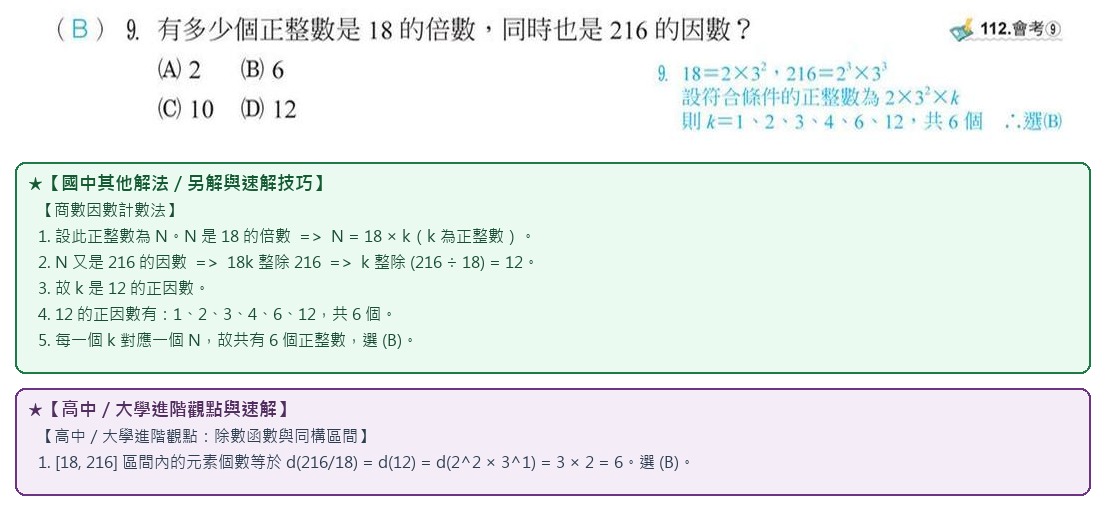 （B）9. 有多少個正整數是 18 的倍數，同時也是 216 的因數？
112.會考⑨
(A) 2 (B) 6
(C) 10 (D) 12
9. 18＝2×3²，216＝2³×3³
設符合條件的正整數為 2×3²×k
則 k＝1、2、3、4、6、12，共 6 個 ∴選(B)
★【國中其他解法 / 另解與速解技巧】
【商數因數計數法】
1. 設此正整數為 N。N 是 18 的倍數 => N = 18 × k ( k 為正整數 ) 。
2. N 又是 216 的因數 => 18k 整除 216 => k 整除 (216 ÷ 18) = 12。
3. 故 k 是 12 的正因數。
4. 12 的正因數有：1、2、3、4、6、12，共 6 個。
5. 每一個 k 對應一個 N，故共有 6 個正整數，選 (B)。
★【高中 / 大學進階觀點與速解】
【高中 / 大學進階觀點：除數函數與同構區間】
1. [18, 216] 區間內的元素個數等於 d(216/18) = d(12) = d(2^2 × 3^1) = 3 × 2 = 6。選 (B)。